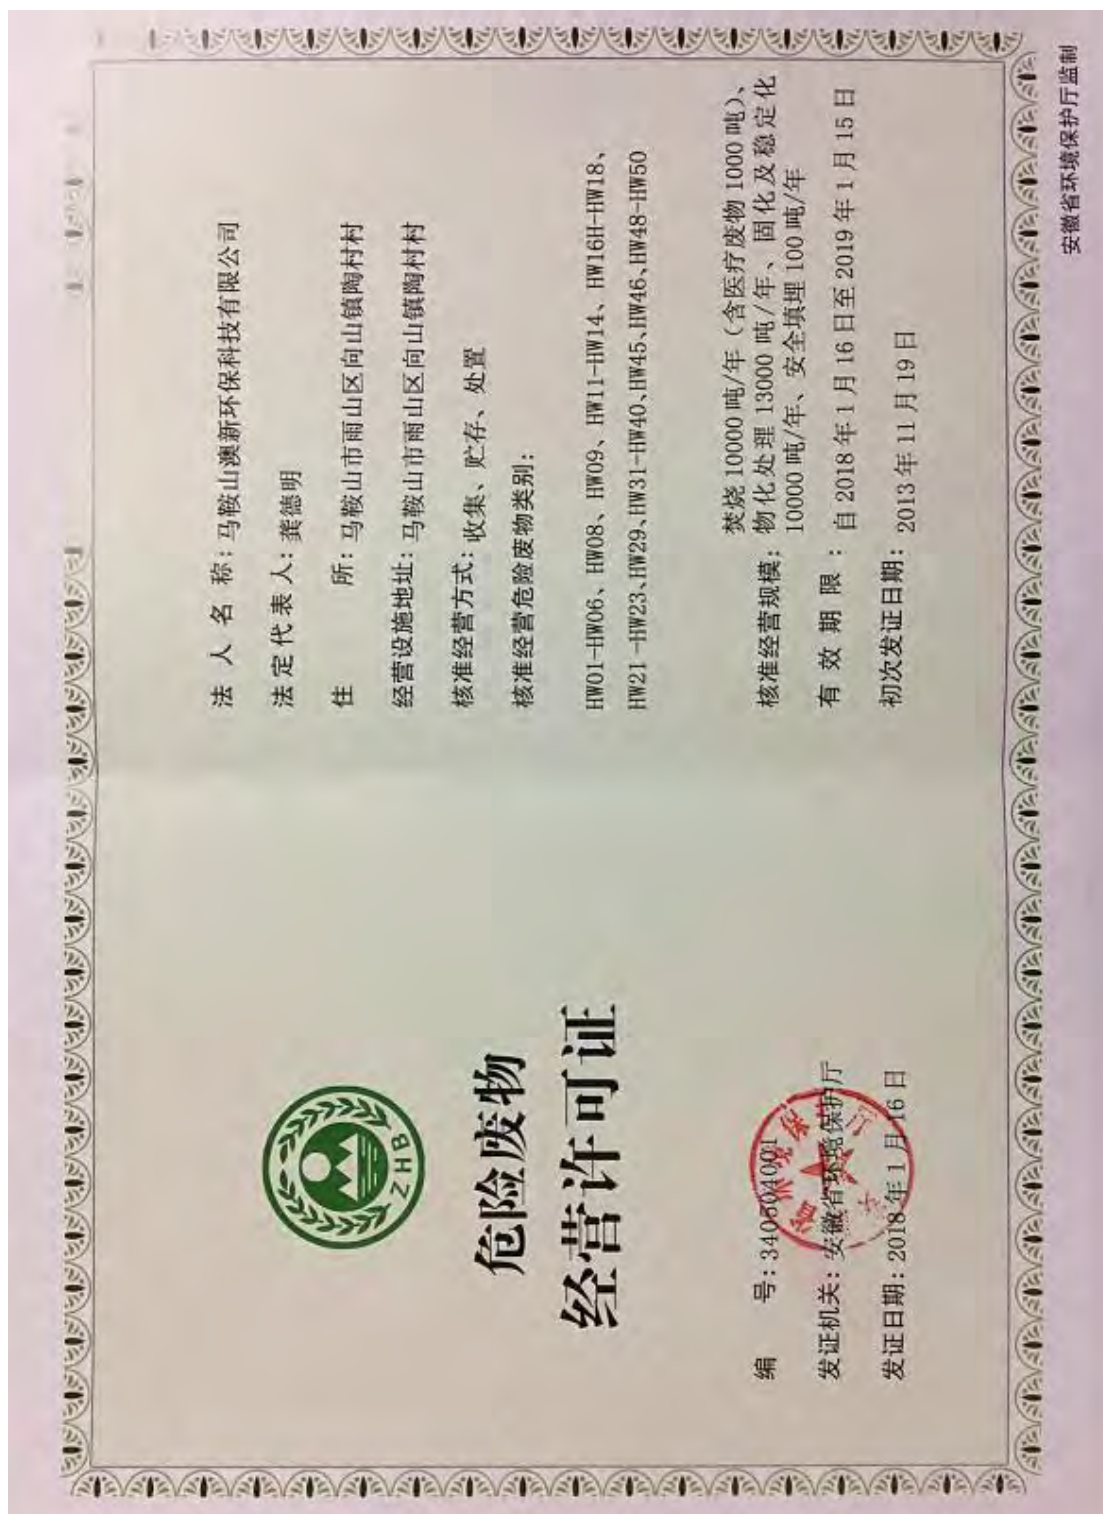 ZHB
危险废物
经营许可证
编 号:340504001
发证机关:安徽省环境保护厅
发证日期:2018年1月16日
法人名称:马鞍山澳新环保科技有限公司
法定代表人:龚德明
住 所:马鞍山市雨山区向山镇陶村村
经营设施地址:马鞍山市雨山区向山镇陶村村
核准经营方式:收集、贮存、处置
核准经营危险废物类别:
HW01-HW06、HW08、HW09、HW11-HW14、HW16H-HW18、
HW21-HW23、HW29、HW31-HW40、HW45、HW46、HW48-HW50
核准经营规模:焚烧10000吨/年(含医疗废物1000吨)、
物化处理13000吨/年、固化及稳定化
10000吨/年、安全填埋100吨/年
有效期限:自2018年1月16日至2019年1月15日
初次发证日期:2013年11月19日
安徽省环境保护厅监制